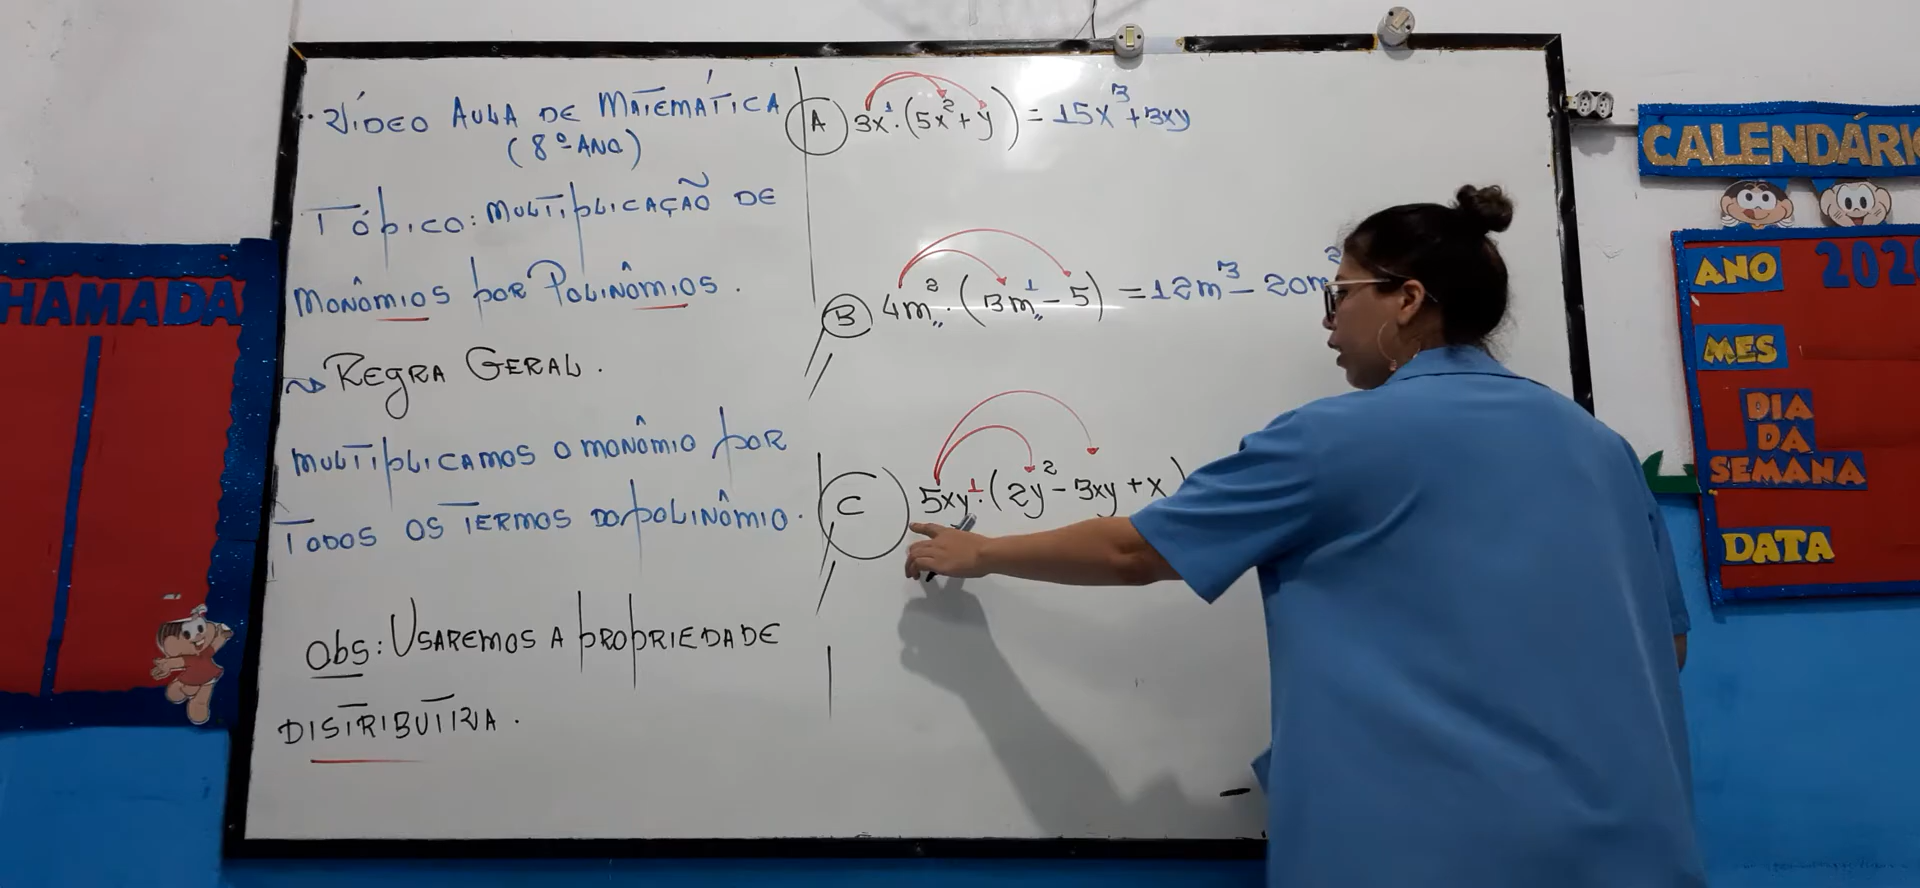 VÍDEO AULA DE MATEMÁTICA
(8º ANO)
TÓPICO: MULTIPLICAÇÃO DE
MONÔMIOS POR POLINÔMIOS.
REGRA GERAL.
MULTIPLICAMOS O MONÔMIO POR
TODOS OS TERMOS DO POLINÔMIO.
Obs: USAREMOS A PROPRIEDADE
DISTRIBUTIVA.
A 3x¹·(5x²+y) = 15x³+3xy
B 4m²·(3m¹-5) = 12m³-20m²
C 5xy¹·(2y²-3xy+x)
HAMADA
CALENDÁRI
ANO 202
MES
DIA
DA
SEMANA
DATA